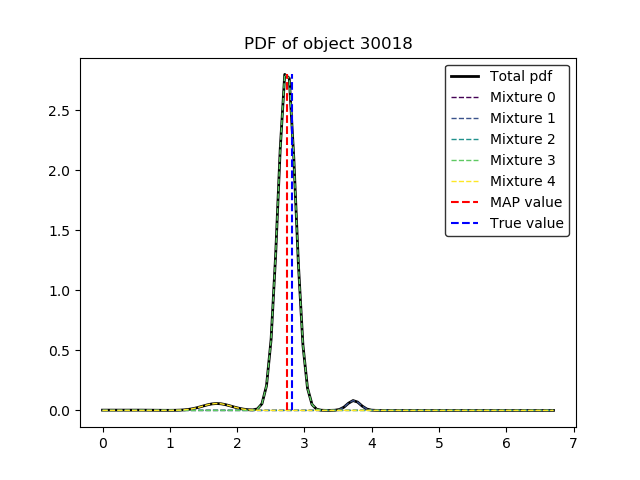 PDF of object 30018
Total pdf
Mixture 0
Mixture 1
Mixture 2
Mixture 3
Mixture 4
MAP value
True value
2.5
2.0
1.5
1.0
0.5
0.0
0 1 2 3 4 5 6 7